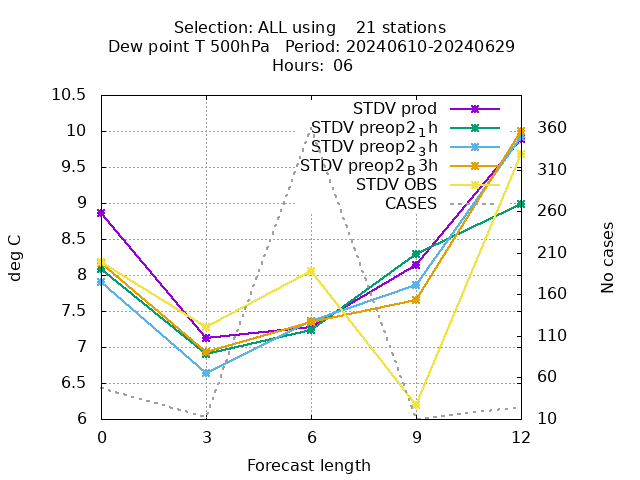 Selection: ALL using    21 stations
Dew point T 500hPa   Period: 20240610-20240629
Hours:  06
STDV prod
STDV preop2₁h
STDV preop2₃h
STDV preop2_B3h
STDV OBS
CASES
10.5
10
9.5
9
8.5
8
7.5
7
6.5
6
360
310
260
210
160
110
60
10
deg C
No cases
0 3 6 9 12
Forecast length